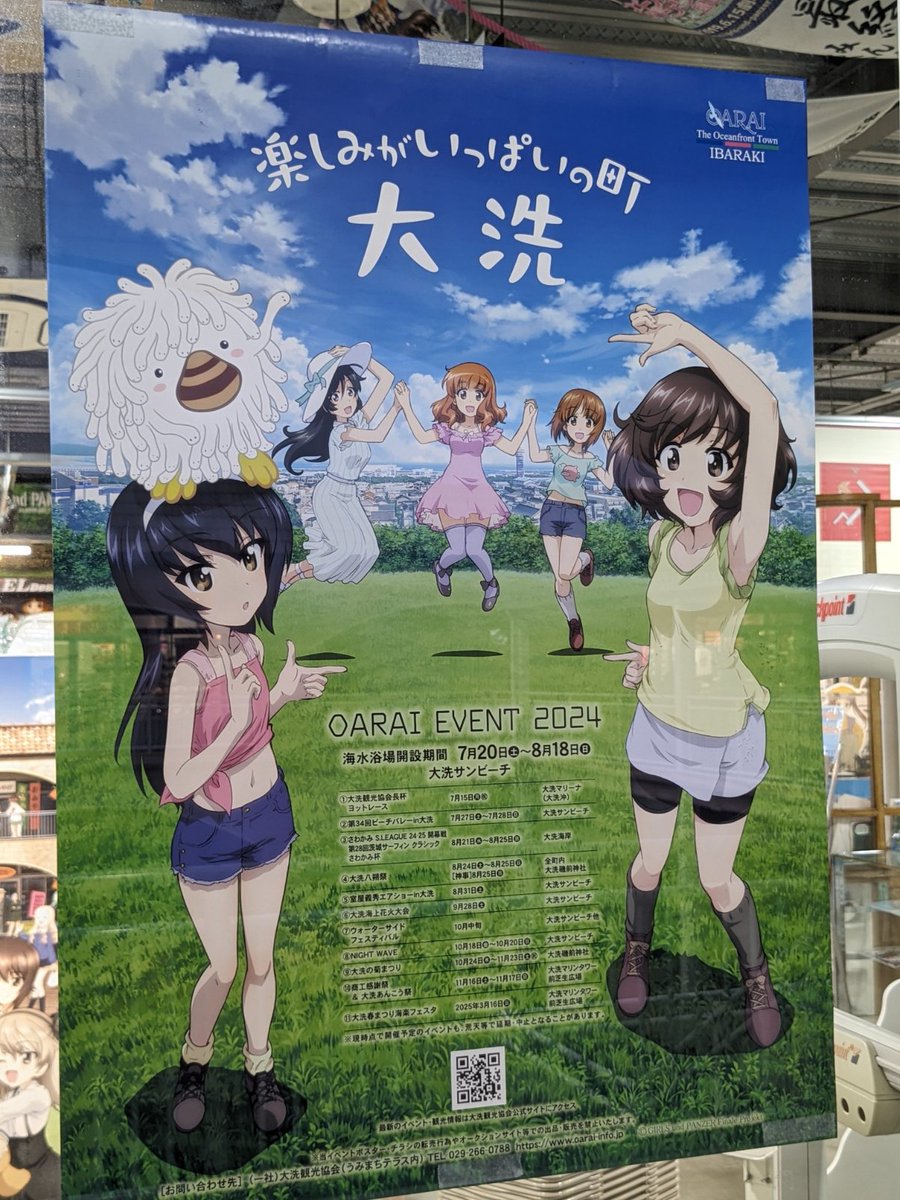 OARAI
The Oceanfront Town
IBARAKI
楽しみがいっぱいの町
大洗
OARAI EVENT 2024
海水浴場開設期間 7月20日㊏〜8月18日㊐
大洗サンビーチ
①大洗観光協会長杯 ヨットレース 7月15日㊊㊗ 大洗マリーナ（大洗沖）
②第34回ビーチバレーin大洗 7月27日㊏〜7月28日㊐ 大洗サンビーチ
③さわかみ S.LEAGUE 24-25 開幕戦 第28回茨城サーフィン クラシック さわかみ杯 8月21日㊌〜8月25日㊐ 大洗海岸
④大洗八朔祭 8月24日㊏〜8月25日㊐ [神事]8月25日㊐ 全町内 大洗磯前神社
⑤室屋義秀エアショーin大洗 8月31日㊏ 大洗サンビーチ
⑥大洗海上花火大会 9月28日㊏ 大洗サンビーチ
⑦ウォーターサイド フェスティバル 10月中旬 大洗サンビーチ他
⑧NIGHT WAVE 10月18日㊎〜10月20日㊐ 大洗サンビーチ
⑨大洗の菊まつり 10月24日㊍〜11月23日㊏㊗ 大洗磯前神社
⑩商工感謝祭 & 大洗あんこう祭 11月16日㊏〜11月17日㊐ 大洗マリンタワー前芝生広場
⑪大洗春まつり海楽フェスタ 2025年3月16日㊐ 大洗マリンタワー前芝生広場
※現時点で開催予定のイベントも、荒天等で延期・中止となることがあります。
最新のイベント・観光情報は大洗観光協会公式サイトにアクセス
※当イベントポスター・チラシの転売行為やオークションサイト等での出品・販売を禁止いたします。
[お問い合わせ先] (一社)大洗観光協会(うみまちテラス内) TEL 029 266 0788 https://www.oarai-info.jp